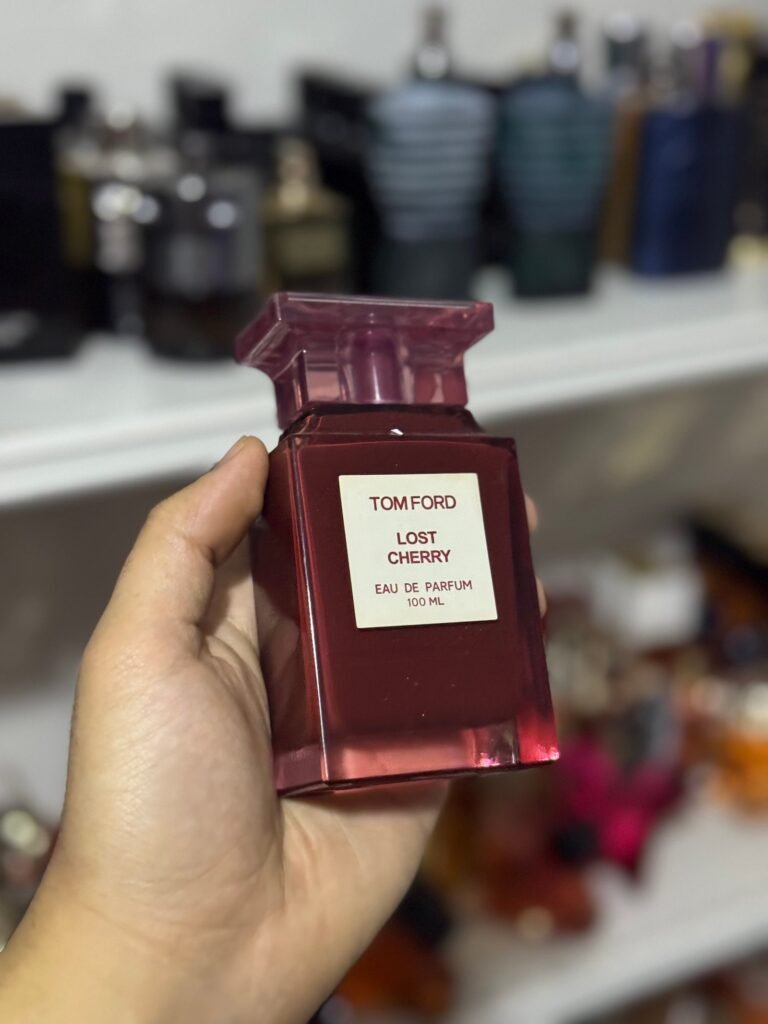 TOM FORD
LOST
CHERRY
EAU DE PARFUM
100 ML